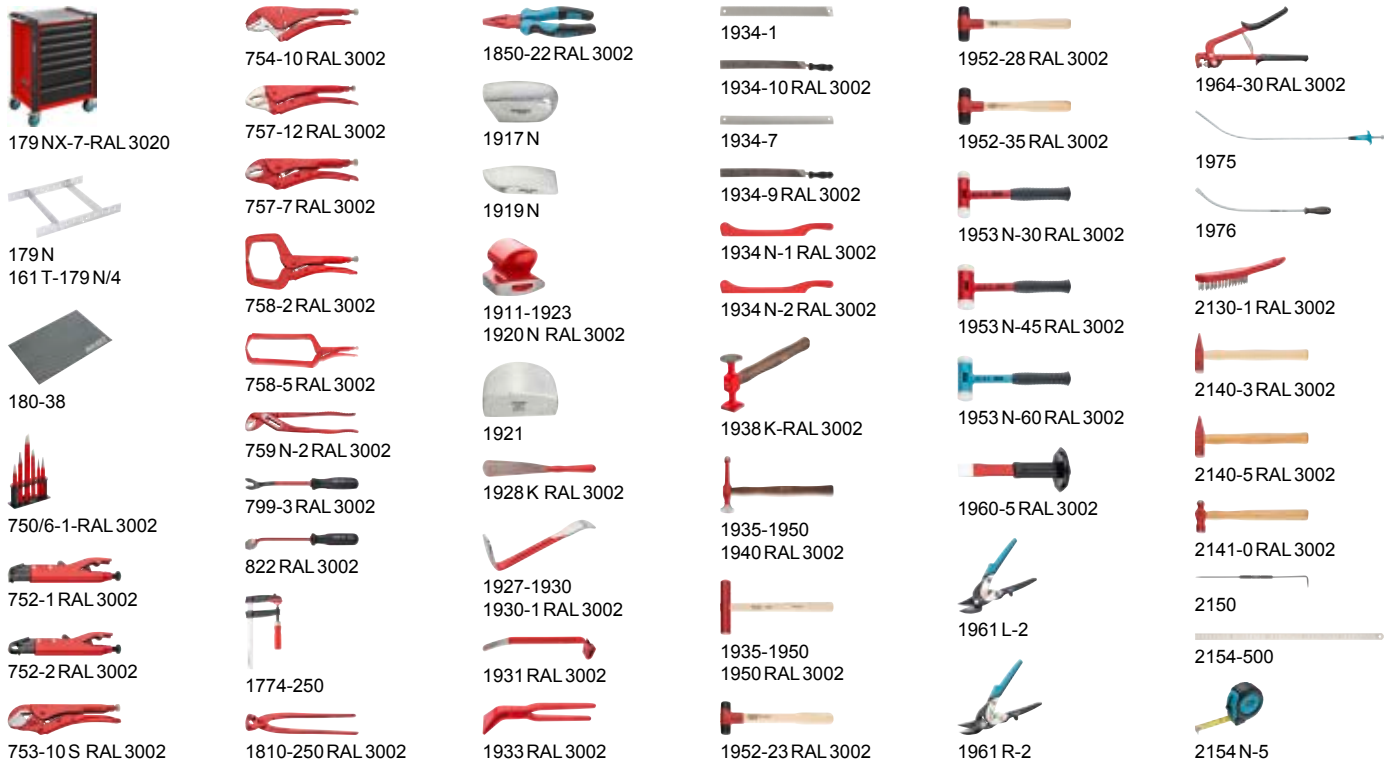 179 NX-7-RAL 3020
179 N
161 T-179 N/4
180-38
750/6-1-RAL 3002
752-1 RAL 3002
752-2 RAL 3002
753-10 S RAL 3002
754-10 RAL 3002
757-12 RAL 3002
757-7 RAL 3002
758-2 RAL 3002
758-5 RAL 3002
759 N-2 RAL 3002
799-3 RAL 3002
822 RAL 3002
1774-250
1810-250 RAL 3002
1850-22 RAL 3002
1917 N
1919 N
1911-1923
1920 N RAL 3002
1921
1928 K RAL 3002
1927-1930
1930-1 RAL 3002
1931 RAL 3002
1933 RAL 3002
1934-1
1934-10 RAL 3002
1934-7
1934-9 RAL 3002
1934 N-1 RAL 3002
1934 N-2 RAL 3002
1938 K-RAL 3002
1935-1950
1940 RAL 3002
1935-1950
1950 RAL 3002
1952-23 RAL 3002
1952-28 RAL 3002
1952-35 RAL 3002
1953 N-30 RAL 3002
1953 N-45 RAL 3002
1953 N-60 RAL 3002
1960-5 RAL 3002
1961 L-2
1961 R-2
1964-30 RAL 3002
1975
1976
2130-1 RAL 3002
2140-3 RAL 3002
2140-5 RAL 3002
2141-0 RAL 3002
2150
2154-500
2154 N-5